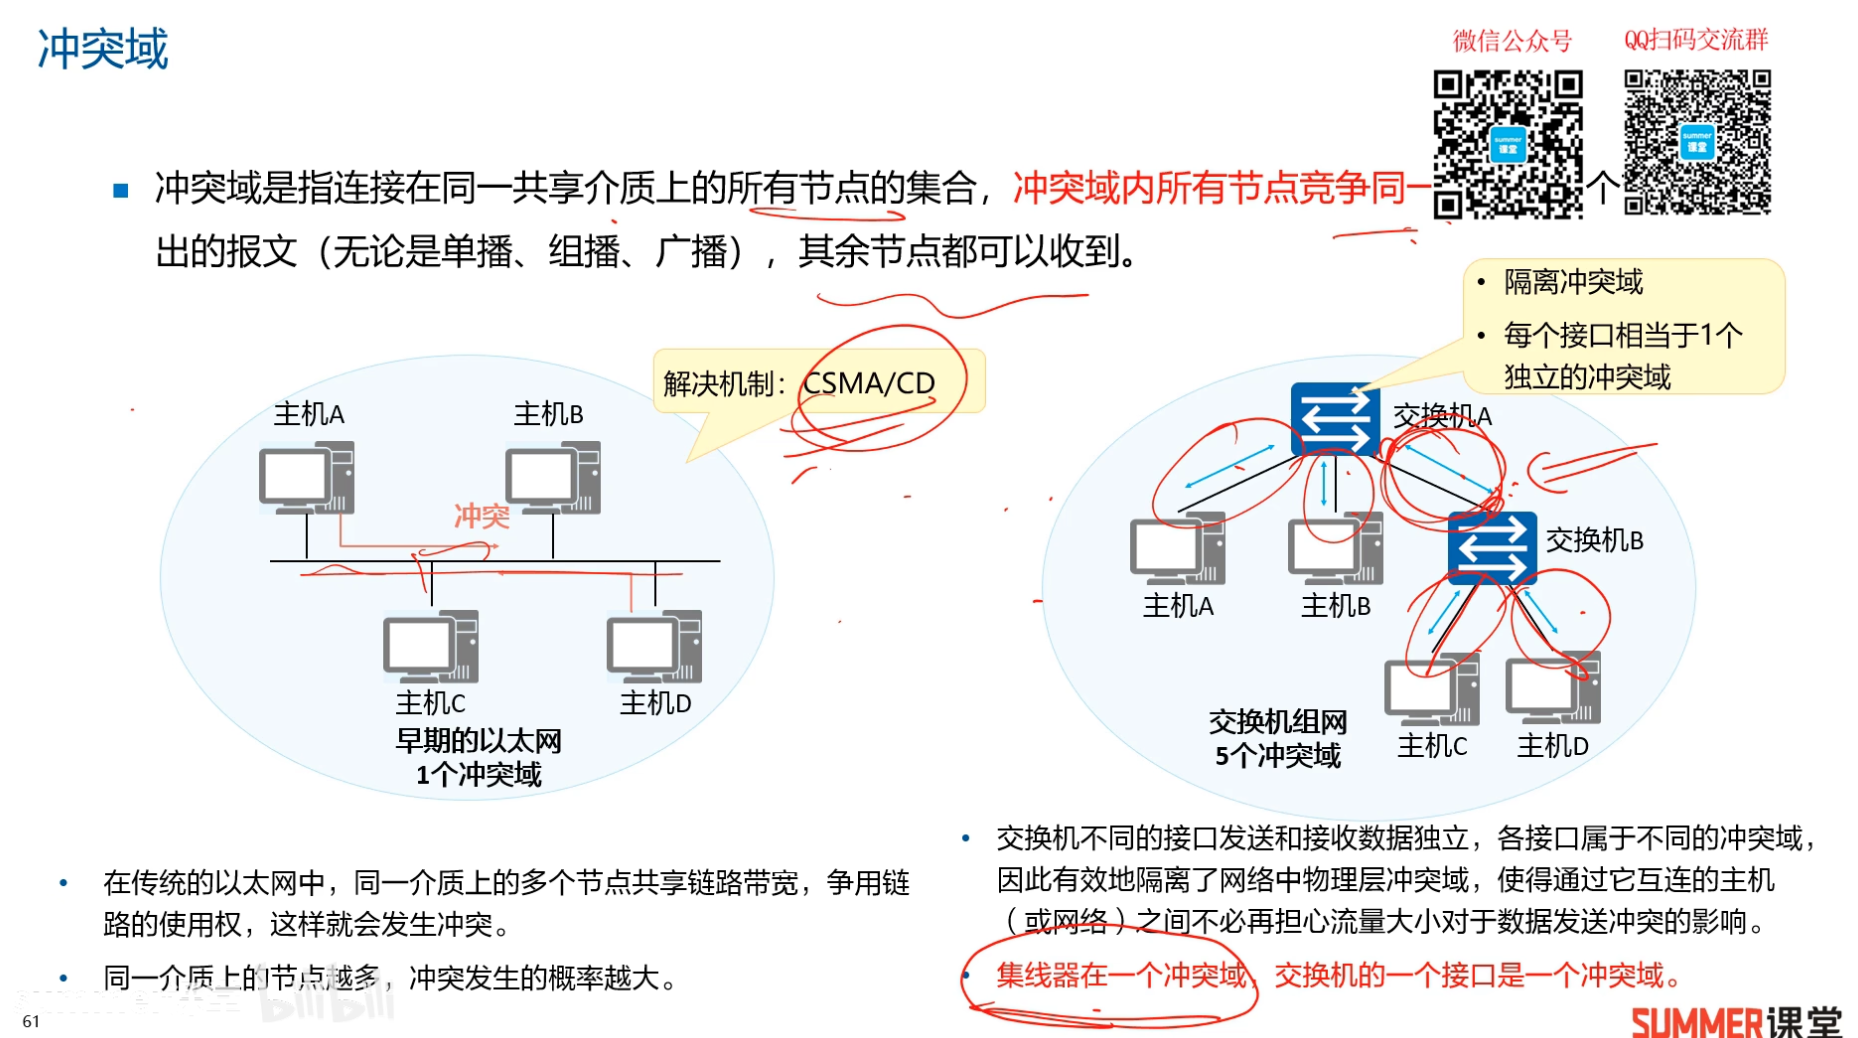 冲突域
微信公众号
QQ扫码交流群
summer
课堂
summer
课堂
冲突域是指连接在同一共享介质上的所有节点的集合，冲突域内所有节点竞争同一
个
出的报文（无论是单播、组播、广播），其余节点都可以收到。
• 隔离冲突域
• 每个接口相当于1个
独立的冲突域
解决机制：CSMA/CD
主机A
主机B
冲突
主机C
主机D
早期的以太网
1个冲突域
交换机A
交换机B
主机A
主机B
主机C
主机D
交换机组网
5个冲突域
• 在传统的以太网中，同一介质上的多个节点共享链路带宽，争用链
路的使用权，这样就会发生冲突。
• 同一介质上的节点越多，冲突发生的概率越大。
• 交换机不同的接口发送和接收数据独立，各接口属于不同的冲突域，
因此有效地隔离了网络中物理层冲突域，使得通过它互连的主机
（或网络）之间不必再担心流量大小对于数据发送冲突的影响。
• 集线器在一个冲突域，交换机的一个接口是一个冲突域。
bilibili
61
SUMMER课堂